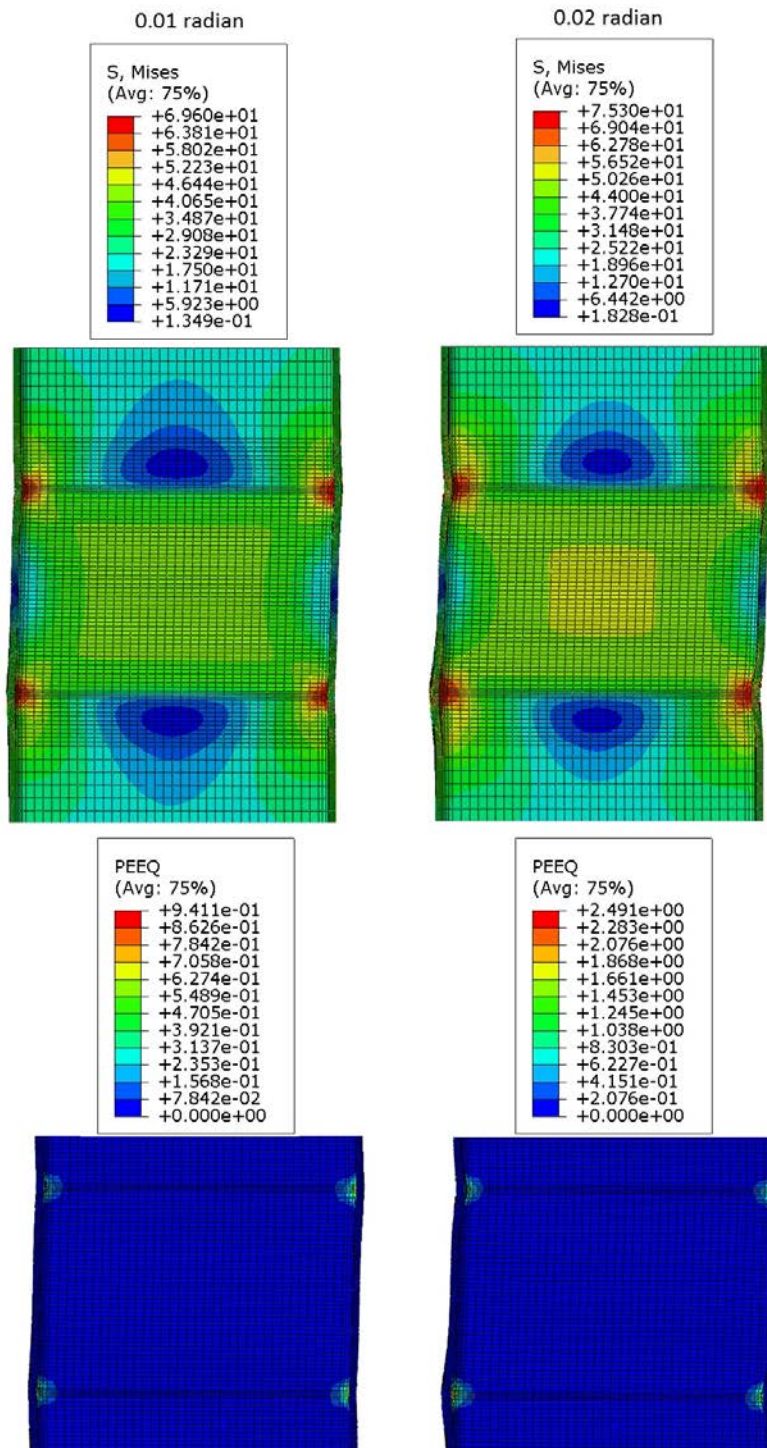 0.01 radian
S, Mises
(Avg: 75%)
+6.960e+01
+6.381e+01
+5.802e+01
+5.223e+01
+4.644e+01
+4.065e+01
+3.487e+01
+2.908e+01
+2.329e+01
+1.750e+01
+1.171e+01
+5.923e+00
+1.349e-01
0.02 radian
S, Mises
(Avg: 75%)
+7.530e+01
+6.904e+01
+6.278e+01
+5.652e+01
+5.026e+01
+4.400e+01
+3.774e+01
+3.148e+01
+2.522e+01
+1.896e+01
+1.270e+01
+6.442e+00
+1.828e-01
PEEQ
(Avg: 75%)
+9.411e-01
+8.626e-01
+7.842e-01
+7.058e-01
+6.274e-01
+5.489e-01
+4.705e-01
+3.921e-01
+3.137e-01
+2.353e-01
+1.568e-01
+7.842e-02
+0.000e+00
PEEQ
(Avg: 75%)
+2.491e+00
+2.283e+00
+2.076e+00
+1.868e+00
+1.661e+00
+1.453e+00
+1.245e+00
+1.038e+00
+8.303e-01
+6.227e-01
+4.151e-01
+2.076e-01
+0.000e+00